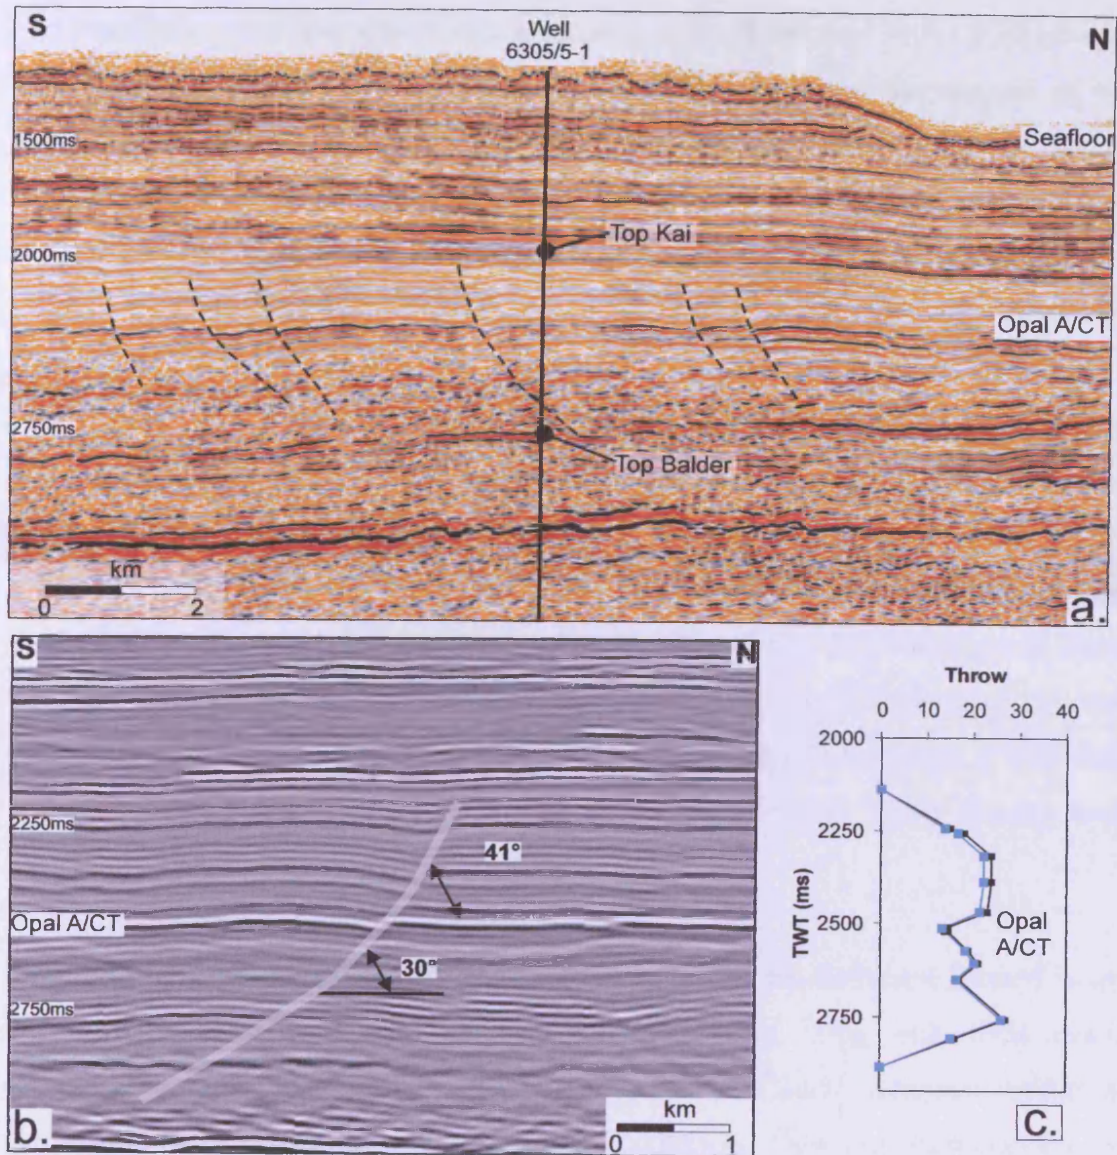 S
Well
6305/5-1
N
1500ms
Seafloor
Top Kai
2000ms
Opal A/CT
2750ms
Top Balder
km
0 2
a.
S
N
2250ms
41°
Opal A/CT
30°
2750ms
km
0 1
b.
Throw
0 10 20 30 40
2000
2250
TWT (ms)
2500
Opal
A/CT
2750
C.